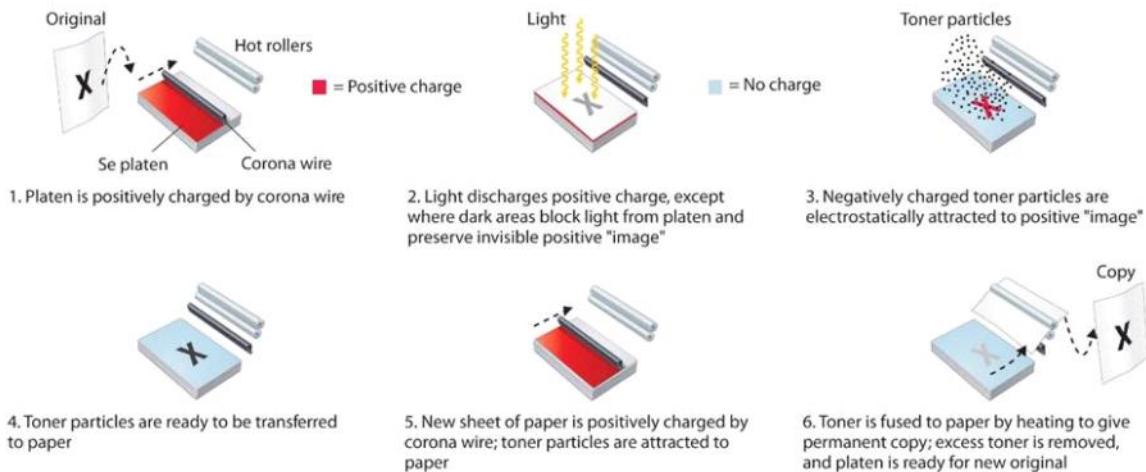 Original
Hot rollers
= Positive charge
Se platen
Corona wire
X
1. Platen is positively charged by corona wire
Light
= No charge
X
2. Light discharges positive charge, except
where dark areas block light from platen and
preserve invisible positive "image"
Toner particles
X
3. Negatively charged toner particles are
electrostatically attracted to positive "image"
X
4. Toner particles are ready to be transferred
to paper
5. New sheet of paper is positively charged by
corona wire; toner particles are attracted to
paper
Copy
X
X
6. Toner is fused to paper by heating to give
permanent copy; excess toner is removed,
and platen is ready for new original